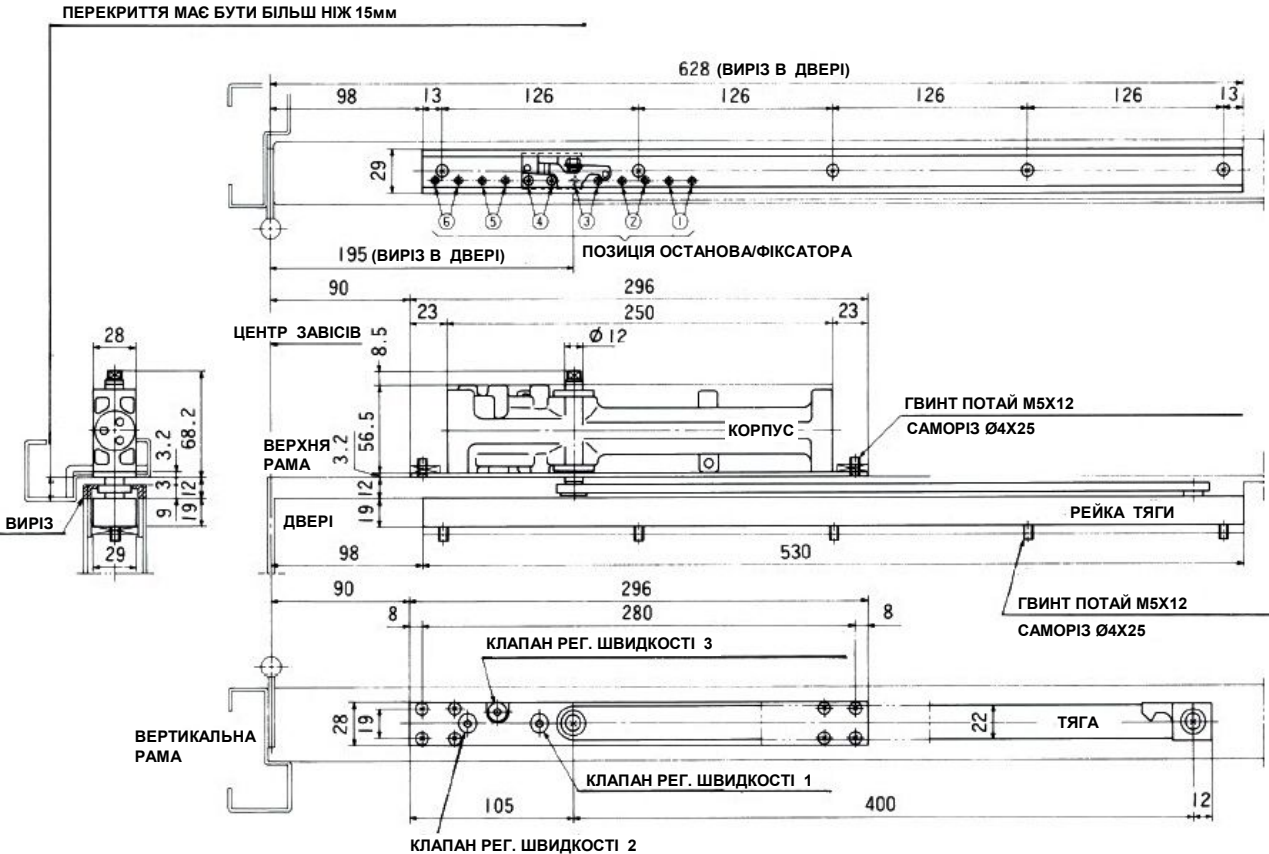 ПЕРЕКРИТТЯ МАЄ БУТИ БІЛЬШ НІЖ 15мм
628 (ВИРІЗ В ДВЕРІ)
98 13 126 126 126 126 13
29
6 5 4 3 2 1
195 (ВИРІЗ В ДВЕРІ)
ПОЗИЦІЯ ОСТАНОВА/ФІКСАТОРА
90 296
23 250 23
ЦЕНТР ЗАВІСІВ
28
8.5
Ø 12
ГВИНТ ПОТАЙ М5Х12
САМОРІЗ Ø4Х25
КОРПУС
68.2
3.2
56.5
3.2
ВЕРХНЯ
РАМА
3 12
12
9 19
19
ВИРІЗ
ДВЕРІ
РЕЙКА ТЯГИ
29
98 530
90 296
8 280 8
ГВИНТ ПОТАЙ М5Х12
САМОРІЗ Ø4Х25
КЛАПАН РЕГ. ШВИДКОСТІ 3
28 19
22
ТЯГА
ВЕРТИКАЛЬНА
РАМА
КЛАПАН РЕГ. ШВИДКОСТІ 1
105 400 12
КЛАПАН РЕГ. ШВИДКОСТІ 2